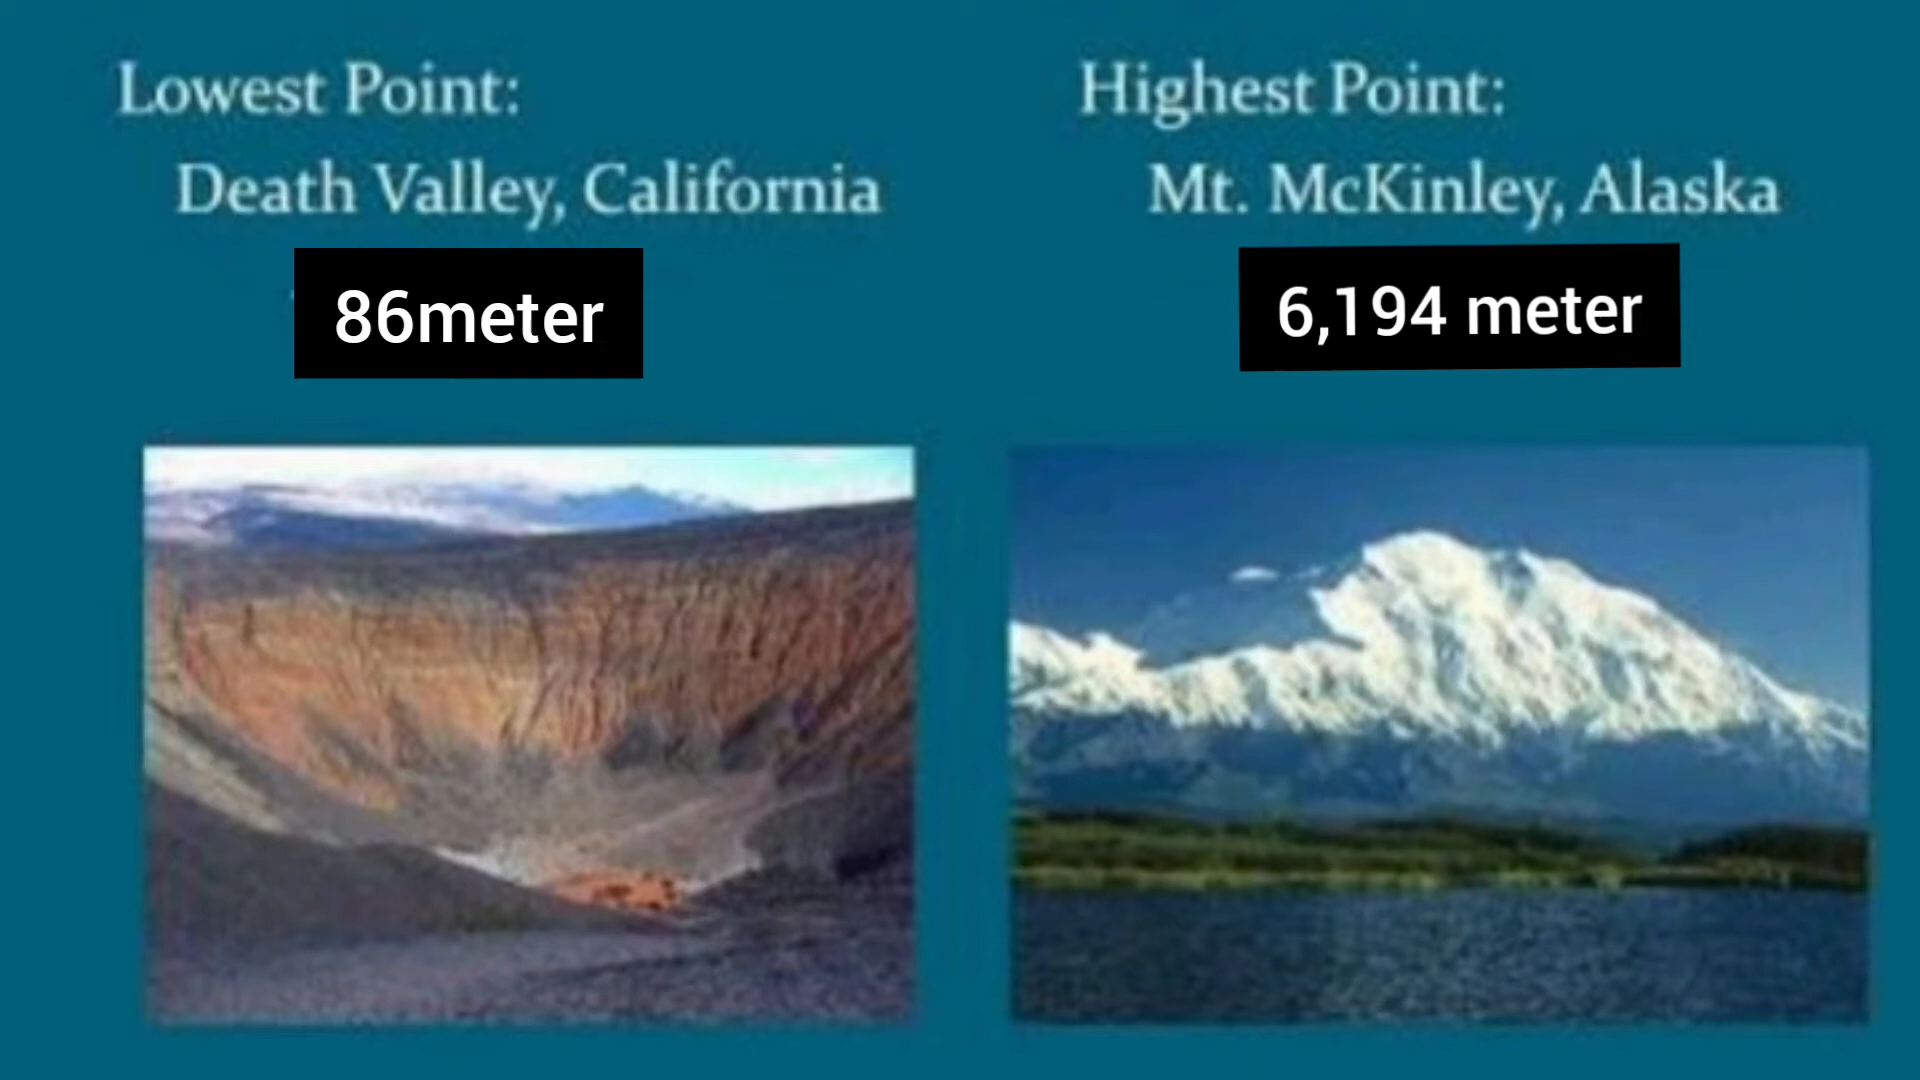 Lowest Point:
Death Valley, California
86meter
Highest Point:
Mt. McKinley, Alaska
6,194 meter